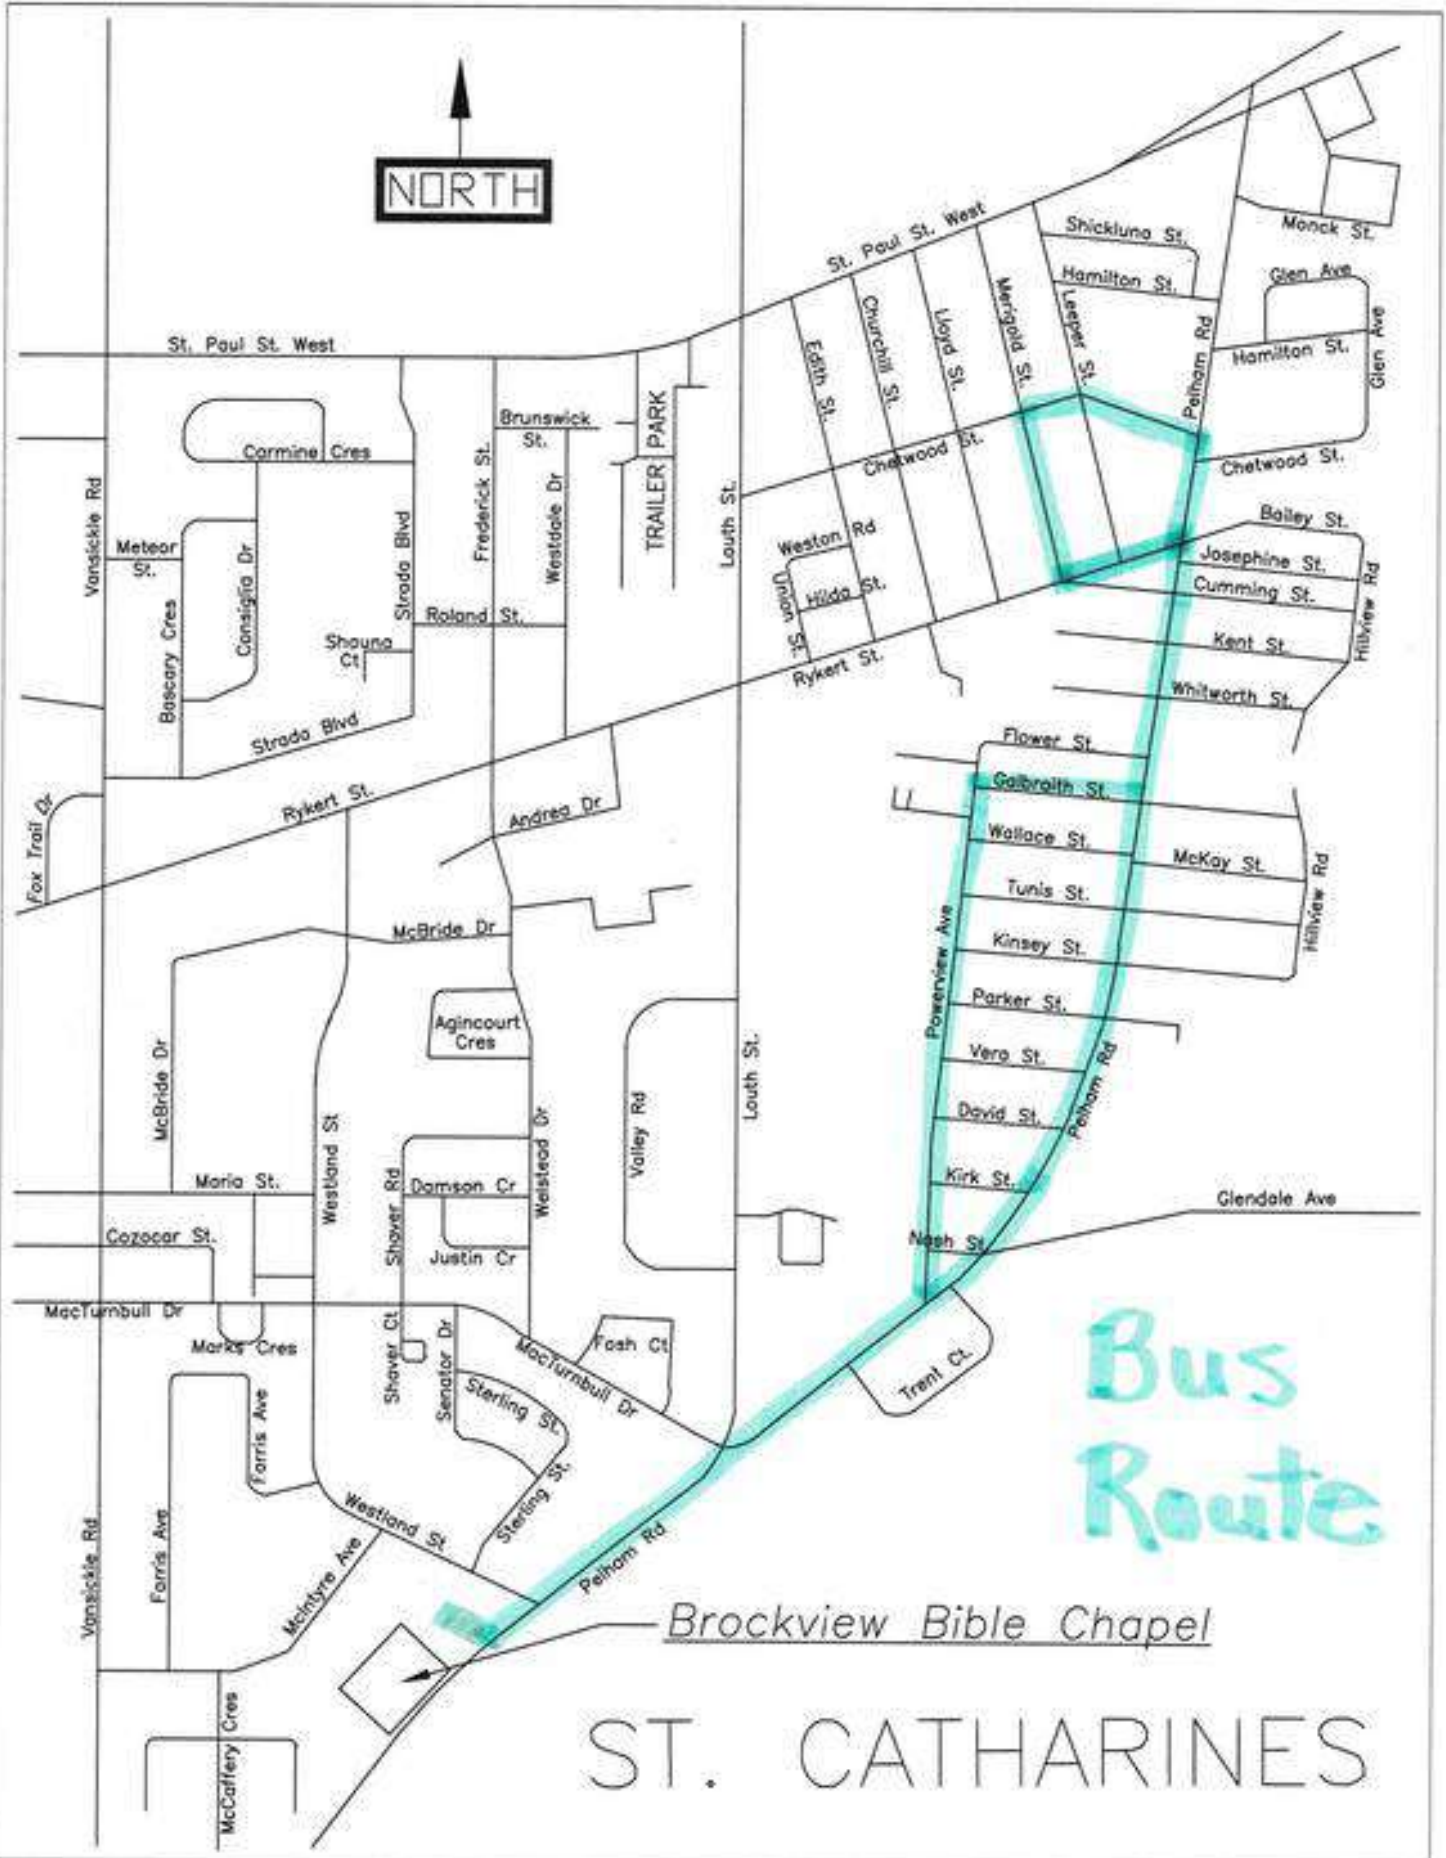 NORTH
St. Paul St. West
Shickluna St.
Monck St.
Hamilton St.
Glen Ave
Merigold St.
Leeper St.
Lloyd St.
Churchill St.
Edith St.
Pelham Rd
Hamilton St.
Glen Ave
St. Paul St. West
Brunswick
St.
TRAILER PARK
Carmine Cres
Frederick St.
Westdale Dr
Louth St.
Chetwood St.
Chetwood St.
Vansickle Rd
Meteor
St.
Consiglia Dr
Strada Blvd
Weston Rd
Bailey St.
Josephine St.
Union St.
Hilda St.
Cumming St.
Hillview Rd
Bascary Cres
Shauna
Ct
Roland St.
Kent St.
Rykert St.
Whitworth St.
Strada Blvd
Flower St.
Galbraith St.
Fox Trail Dr
Rykert St.
Andrea Dr
Wallace St.
McKay St.
Tunis St.
Hillview Rd
McBride Dr
Powerview Ave
Kinsey St.
Parker St.
Agincourt
Cres
McBride Dr
Louth St.
Vera St.
Pelham Rd
Valley Rd
David St.
Westland St
Welstead Dr
Maria St.
Shaver Rd
Damson Cr
Kirk St.
Glendale Ave
Cozocar St.
Justin Cr
Nash St
MacTurnbull Dr
Marks Cres
Shaver Ct
Senator Dr
MacTurnbull Dr
Fosh Ct
Trent Ct.
Bus
Route
Sterling St.
Farris Ave
Sterling St.
Westland St
Vansickle Rd
Farris Ave
McIntyre Ave
Pelham Rd
Brockview Bible Chapel
McCaffery Cres
ST. CATHARINES